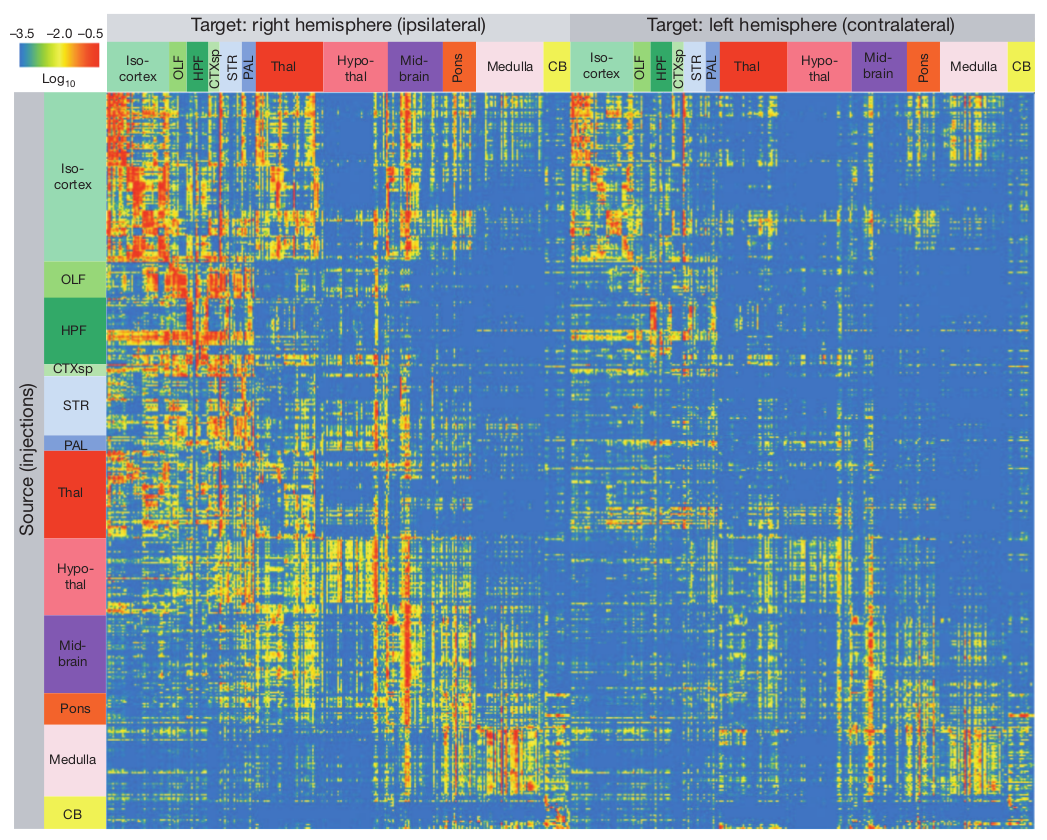 Target: right hemisphere (ipsilateral)
Target: left hemisphere (contralateral)
−3.5 −2.0 −0.5
Log10
Iso-
cortex
OLF
HPF
CTXsp
STR
PAL
Thal
Hypo-
thal
Mid-
brain
Pons
Medulla
CB
Iso-
cortex
OLF
HPF
CTXsp
STR
PAL
Thal
Hypo-
thal
Mid-
brain
Pons
Medulla
CB
Source (injections)
Iso-
cortex
OLF
HPF
CTXsp
STR
PAL
Thal
Hypo-
thal
Mid-
brain
Pons
Medulla
CB